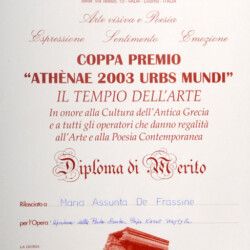 Arte visiva e Poesia
Espressione Sentimento Emozione
COPPA PREMIO
"ATHÈNAE 2003 URBS MUNDI"
IL TEMPIO DELL'ARTE
In onore alla Cultura dell'Antica Grecia
e a tutti gli operatori che danno regalità
all'Arte e alla Poesia Contemporanea
Diploma di Merito
Rilasciato a Maria Assunta De Frassine
per l'Opera: